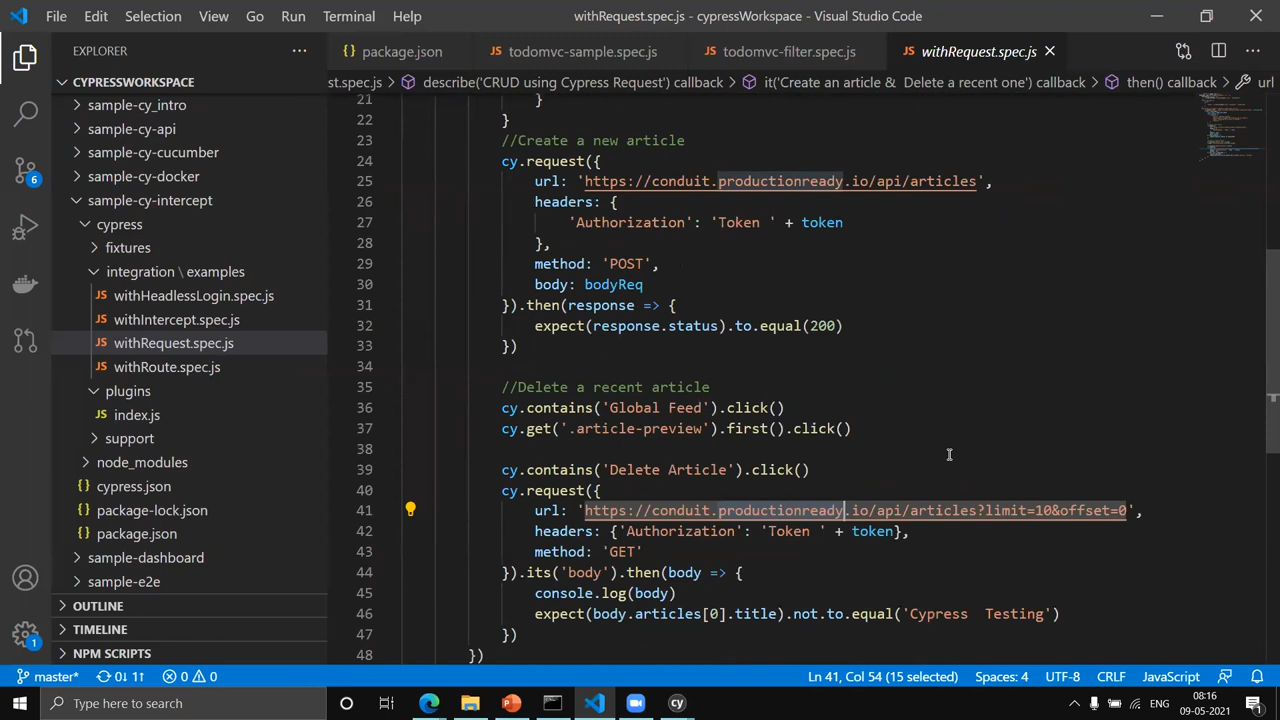 File Edit Selection View Go Run Terminal Help withRequest.spec.js - cypressWorkspace - Visual Studio Code
EXPLORER
JS package.json JS todomvc-sample.spec.js JS todomvc-filter.spec.js JS withRequest.spec.js
CYPRESSWORKSPACE
st.spec.js > describe('CRUD using Cypress Request') callback > it('Create an article & Delete a recent one') callback > then() callback > url
sample-cy_intro
sample-cy-api
sample-cy-cucumber
sample-cy-docker
sample-cy-intercept
cypress
fixtures
integration \ examples
JS withHeadlessLogin.spec.js
JS withIntercept.spec.js
JS withRequest.spec.js
JS withRoute.spec.js
plugins
JS index.js
support
node_modules
{} cypress.json
{} package-lock.json
{} package.json
sample-dashboard
sample-e2e
OUTLINE
TIMELINE
NPM SCRIPTS
6
1
21 }
22 }
23 //Create a new article
24 cy.request({
25 url: 'https://conduit.productionready.io/api/articles',
26 headers: {
27 'Authorization': 'Token ' + token
28 },
29 method: 'POST',
30 body: bodyReq
31 }).then(response => {
32 expect(response.status).to.equal(200)
33 })
34
35 //Delete a recent article
36 cy.contains('Global Feed').click()
37 cy.get('.article-preview').first().click()
38
39 cy.contains('Delete Article').click()
40 cy.request({
41 url: 'https://conduit.productionready.io/api/articles?limit=10&offset=0',
42 headers: {'Authorization': 'Token ' + token},
43 method: 'GET'
44 }).its('body').then(body => {
45 console.log(body)
46 expect(body.articles[0].title).not.to.equal('Cypress  Testing')
47 })
48 })
master* 0↓ 1↑ 0 0 Ln 41, Col 54 (15 selected) Spaces: 4 UTF-8 CRLF JavaScript
Type here to search cy ENG 08:16
09-05-2021